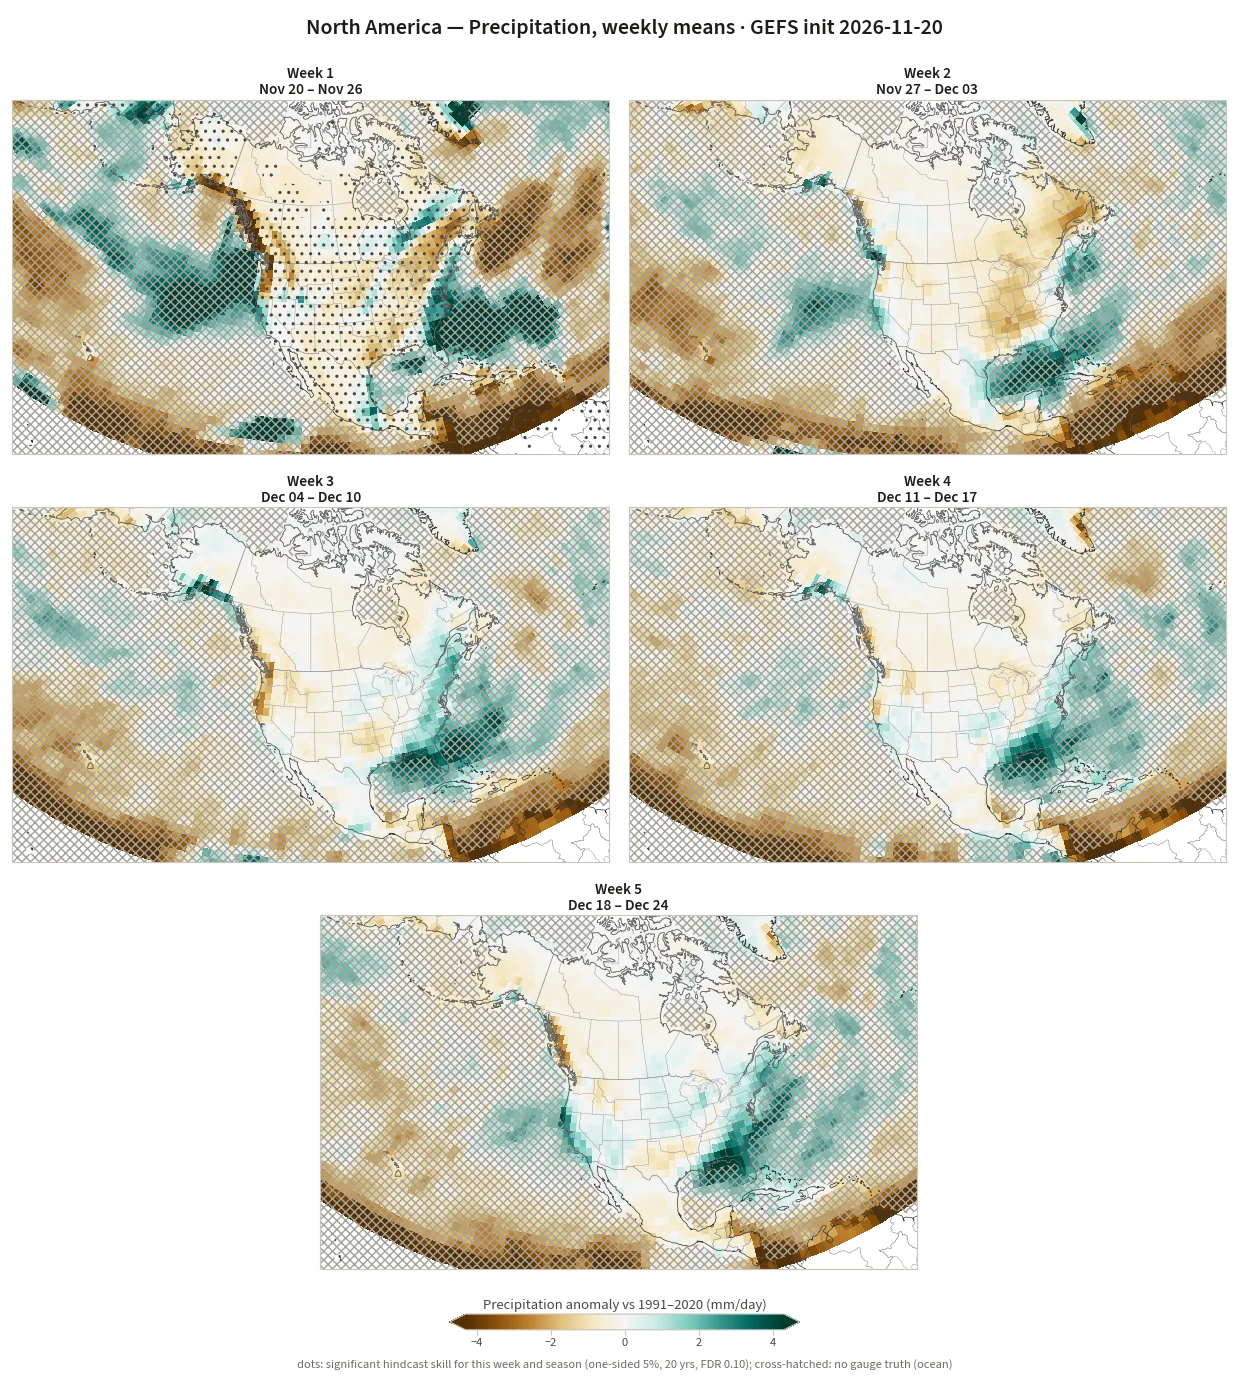 North America — Precipitation, weekly means · GEFS init 2026-11-20
Week 1
Nov 20 – Nov 26
Week 2
Nov 27 – Dec 03
Week 3
Dec 04 – Dec 10
Week 4
Dec 11 – Dec 17
Week 5
Dec 18 – Dec 24
Precipitation anomaly vs 1991–2020 (mm/day)
−4 −2 0 2 4
dots: significant hindcast skill for this week and season (one-sided 5%, 20 yrs, FDR 0.10); cross-hatched: no gauge truth (ocean)